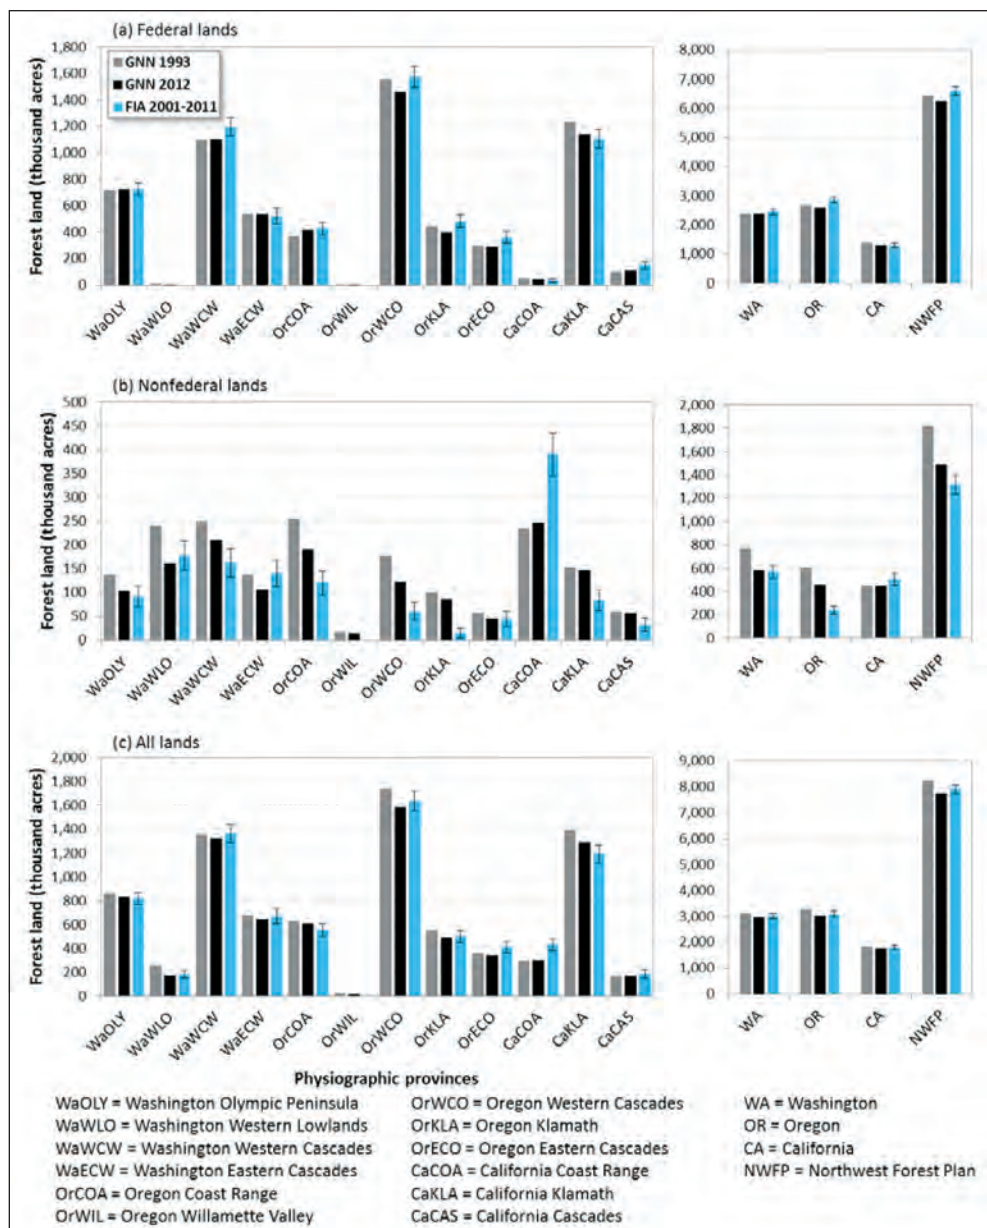 (a) Federal lands
Forest land (thousand acres)
1,800
1,600
1,400
1,200
1,000
800
600
400
200
0
GNN 1993
GNN 2012
FIA 2001-2011
WaOLY WaWLO WaWCW WaECW OrCOA OrWIL OrWCO OrKLA OrECO CaCOA CaKLA CaCAS
8,000
7,000
6,000
5,000
4,000
3,000
2,000
1,000
0
WA OR CA NWFP
(b) Nonfederal lands
Forest land (thousand acres)
500
450
400
350
300
250
200
150
100
50
0
WaOLY WaWLO WaWCW WaECW OrCOA OrWIL OrWCO OrKLA OrECO CaCOA CaKLA CaCAS
2,000
1,800
1,600
1,400
1,200
1,000
800
600
400
200
0
WA OR CA NWFP
(c) All lands
Forest land (thousand acres)
2,000
1,800
1,600
1,400
1,200
1,000
800
600
400
200
0
WaOLY WaWLO WaWCW WaECW OrCOA OrWIL OrWCO OrKLA OrECO CaCOA CaKLA CaCAS
9,000
8,000
7,000
6,000
5,000
4,000
3,000
2,000
1,000
0
WA OR CA NWFP
Physiographic provinces
WaOLY = Washington Olympic Peninsula
WaWLO = Washington Western Lowlands
WaWCW = Washington Western Cascades
WaECW = Washington Eastern Cascades
OrCOA = Oregon Coast Range
OrWIL = Oregon Willamette Valley
OrWCO = Oregon Western Cascades
OrKLA = Oregon Klamath
OrECO = Oregon Eastern Cascades
CaCOA = California Coast Range
CaKLA = California Klamath
CaCAS = California Cascades
WA = Washington
OR = Oregon
CA = California
NWFP = Northwest Forest Plan